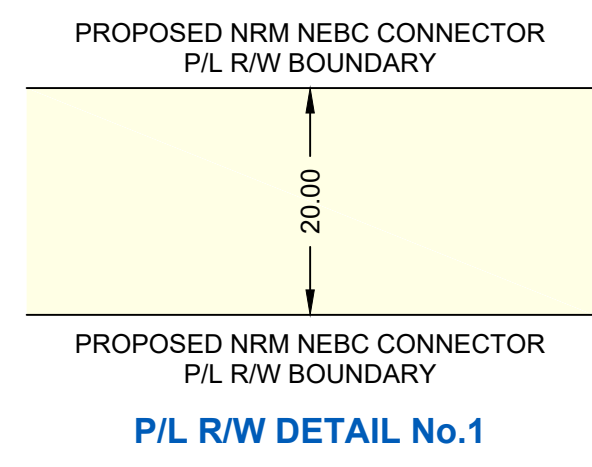 PROPOSED NRM NEBC CONNECTOR
P/L R/W BOUNDARY
20.00
PROPOSED NRM NEBC CONNECTOR
P/L R/W BOUNDARY
P/L R/W DETAIL No.1